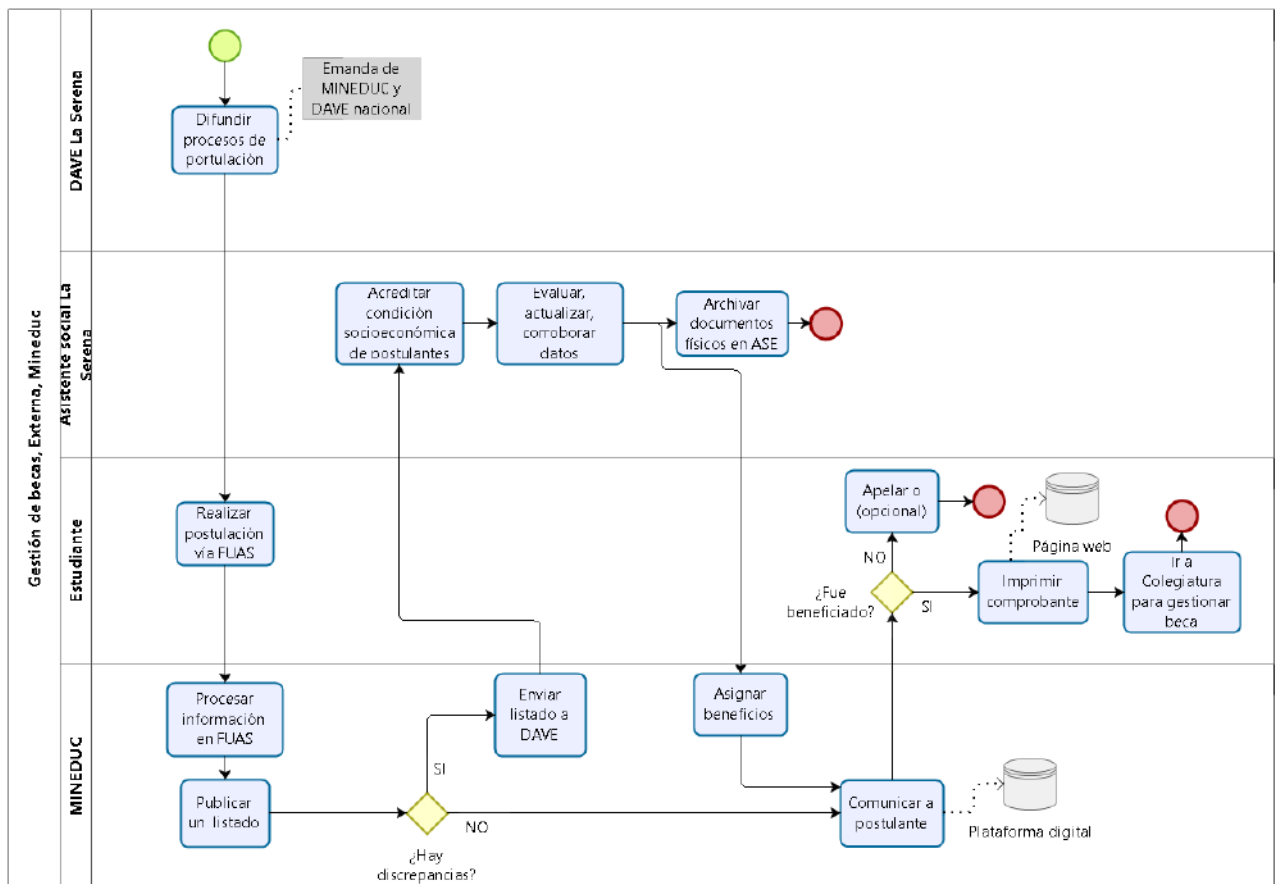 Gestión de becas, Externa, Mineduc
DAVE La Serena
Emanda de
MINEDUC y
DAVE nacional
Difundir
procesos de
portulación
Asistente social La
Serena
Acreditar
condición
socioeconómica
de postulantes
Evaluar,
actualizar,
corroborar
datos
Archivar
documentos
físicos en ASE
Estudiante
Realizar
postulación
vía FUAS
Apelar o
(opcional)
NO
¿Fue
beneficiado?
SI
Página web
Imprimir
comprobante
Ir a
Colegiatura
para gestionar
beca
MINEDUC
Procesar
información
en FUAS
Publicar
un listado
¿Hay
discrepancias?
SI
NO
Enviar
listado a
DAVE
Asignar
beneficios
Comunicar a
postulante
Plataforma digital